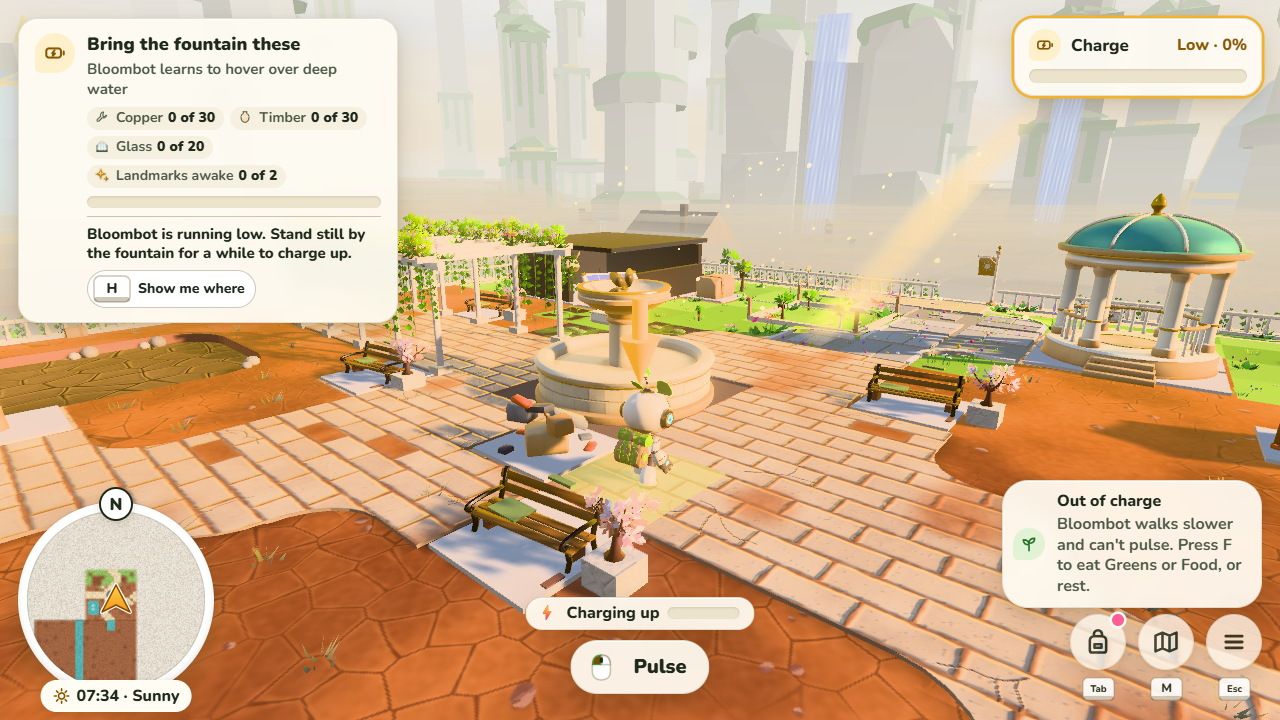 Bring the fountain these
Bloombot learns to hover over deep
water
Copper 0 of 30 Timber 0 of 30
Glass 0 of 20
Landmarks awake 0 of 2
Bloombot is running low. Stand still by
the fountain for a while to charge up.
H Show me where
Charge Low · 0%
N
07:34 · Sunny
Charging up
Pulse
Out of charge
Bloombot walks slower
and can't pulse. Press F
to eat Greens or Food, or
rest.
Tab M Esc